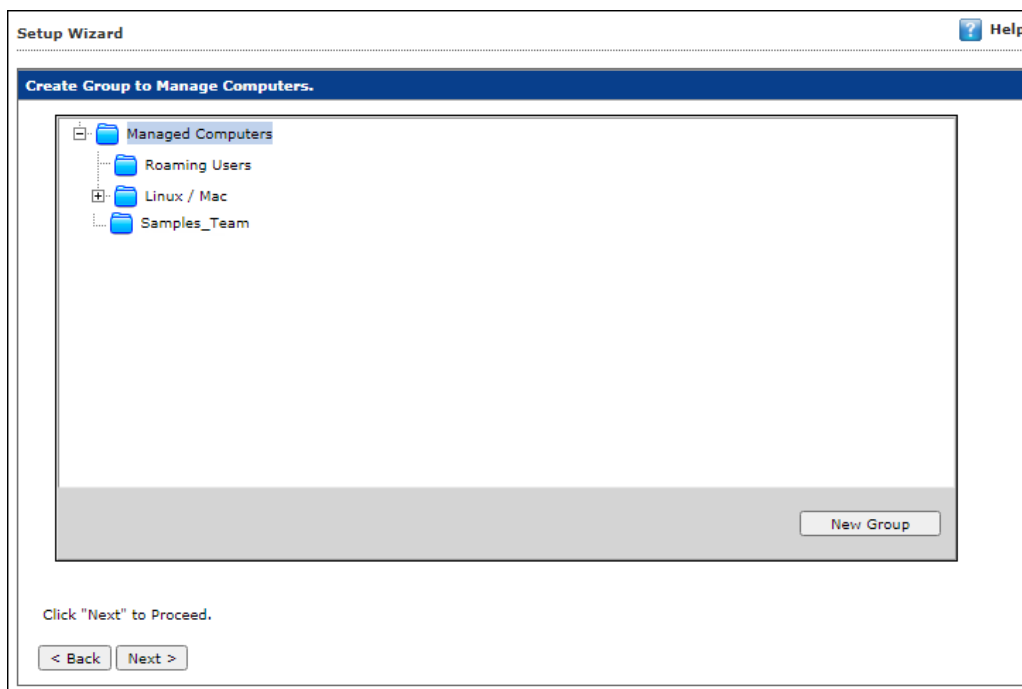 Setup Wizard
? Help
Create Group to Manage Computers.
Managed Computers
Roaming Users
Linux / Mac
Samples_Team
New Group
Click "Next" to Proceed.
< Back Next >